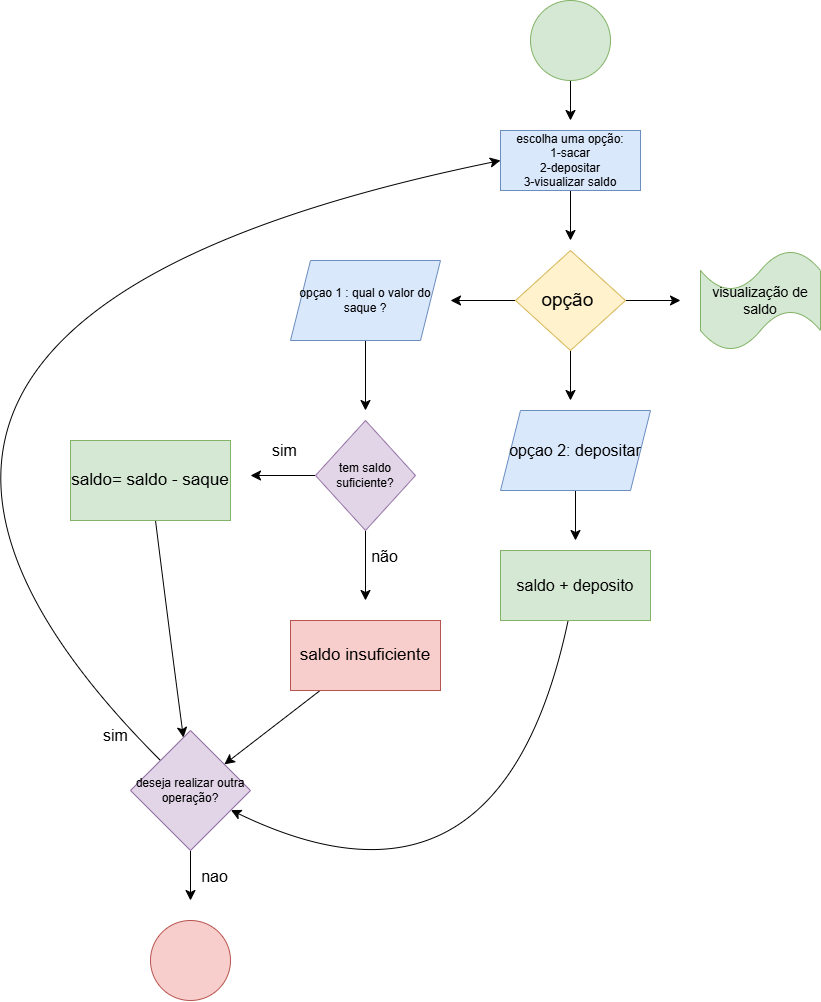 escolha uma opção:
1-sacar
2-depositar
3-visualizar saldo
opção
visualização de
saldo
opçao 1 : qual o valor do
saque ?
opçao 2: depositar
tem saldo
suficiente?
sim
saldo= saldo - saque
não
saldo + deposito
saldo insuficiente
sim
deseja realizar outra
operação?
nao